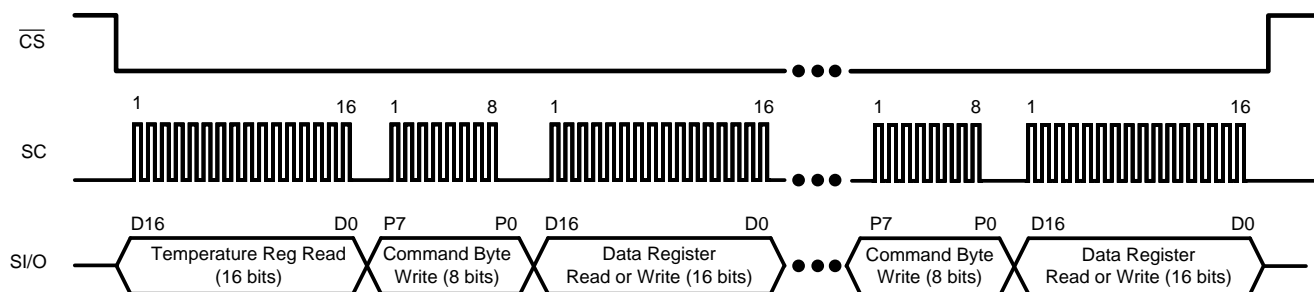 CS
1 16 1 8 1 16 1 8 1 16
SC
D16 D0 P7 P0 D16 D0 P7 P0 D16 D0
SI/O
Temperature Reg Read
(16 bits)
Command Byte
Write (8 bits)
Data Register
Read or Write (16 bits)
Command Byte
Write (8 bits)
Data Register
Read or Write (16 bits)